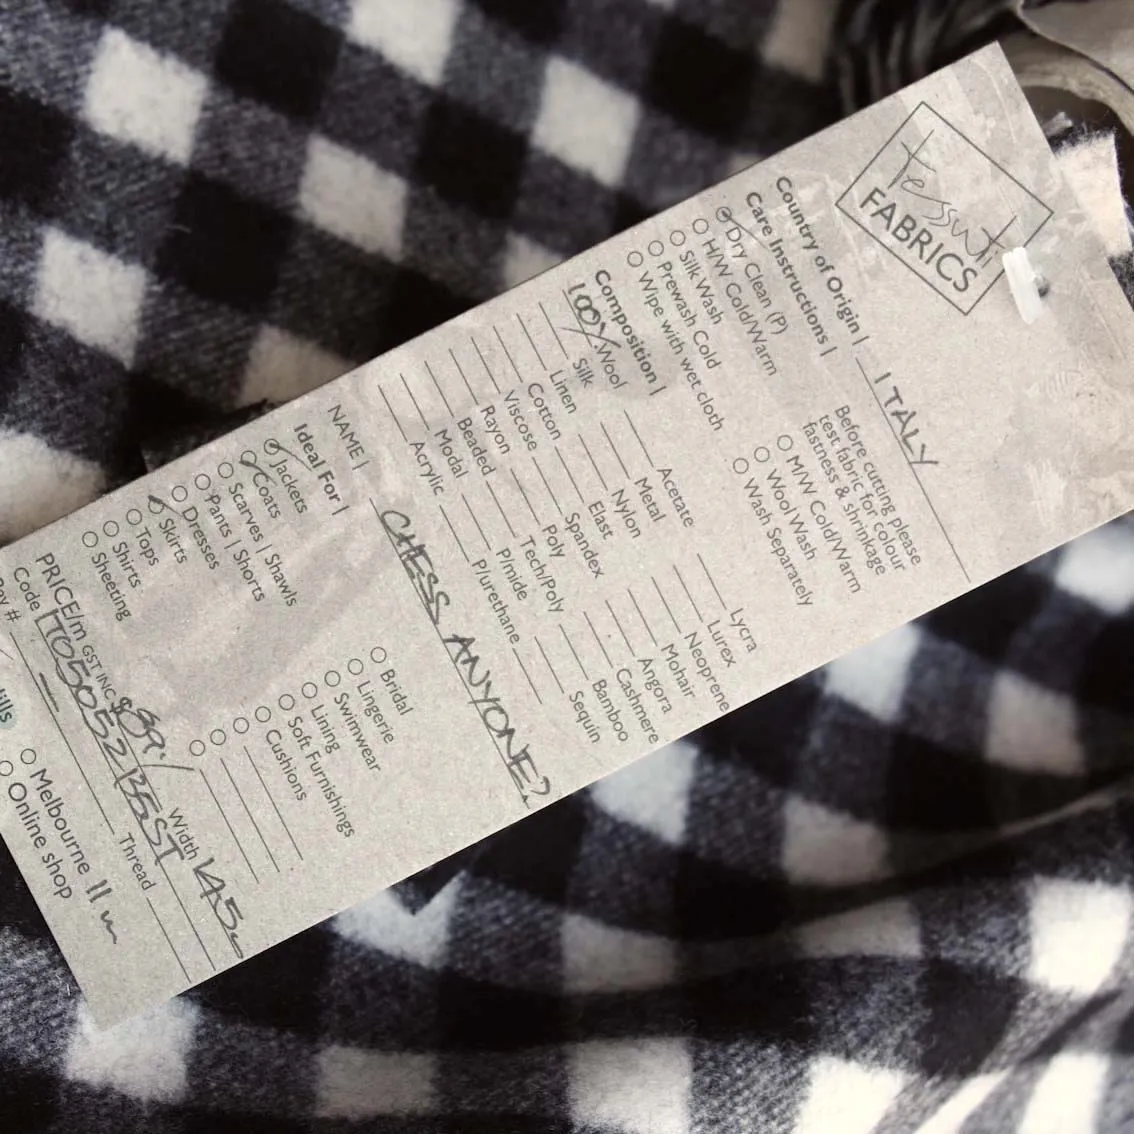 tessuti
FABRICS
Country of Origin | ITALY
Care Instructions |
Dry Clean (P)
H/W Cold/Warm
Silk Wash
Prewash Cold
Wipe with wet cloth
Before cutting please
test fabric for colour
fastness & shrinkage
M/W Cold/Warm
Wool Wash
Wash Separately
Composition |
100% Wool
Silk
Linen
Cotton
Viscose
Rayon
Beaded
Modal
Acrylic
Acetate
Metal
Nylon
Elast
Spandex
Poly
Tech/Poly
P/mide
P/urethane
Lycra
Lurex
Neoprene
Mohair
Angora
Cashmere
Bamboo
Sequin
NAME | CHESS ANYONE?
Ideal For |
Jackets
Coats
Scarves | Shawls
Pants | Shorts
Dresses
Skirts
Tops
Shirts
Sheeting
Bridal
Lingerie
Swimwear
Lining
Soft Furnishings
Cushions
PRICE/m GST INC $89 Width 145
Code Thread
Melbourne 11 m
Online shop